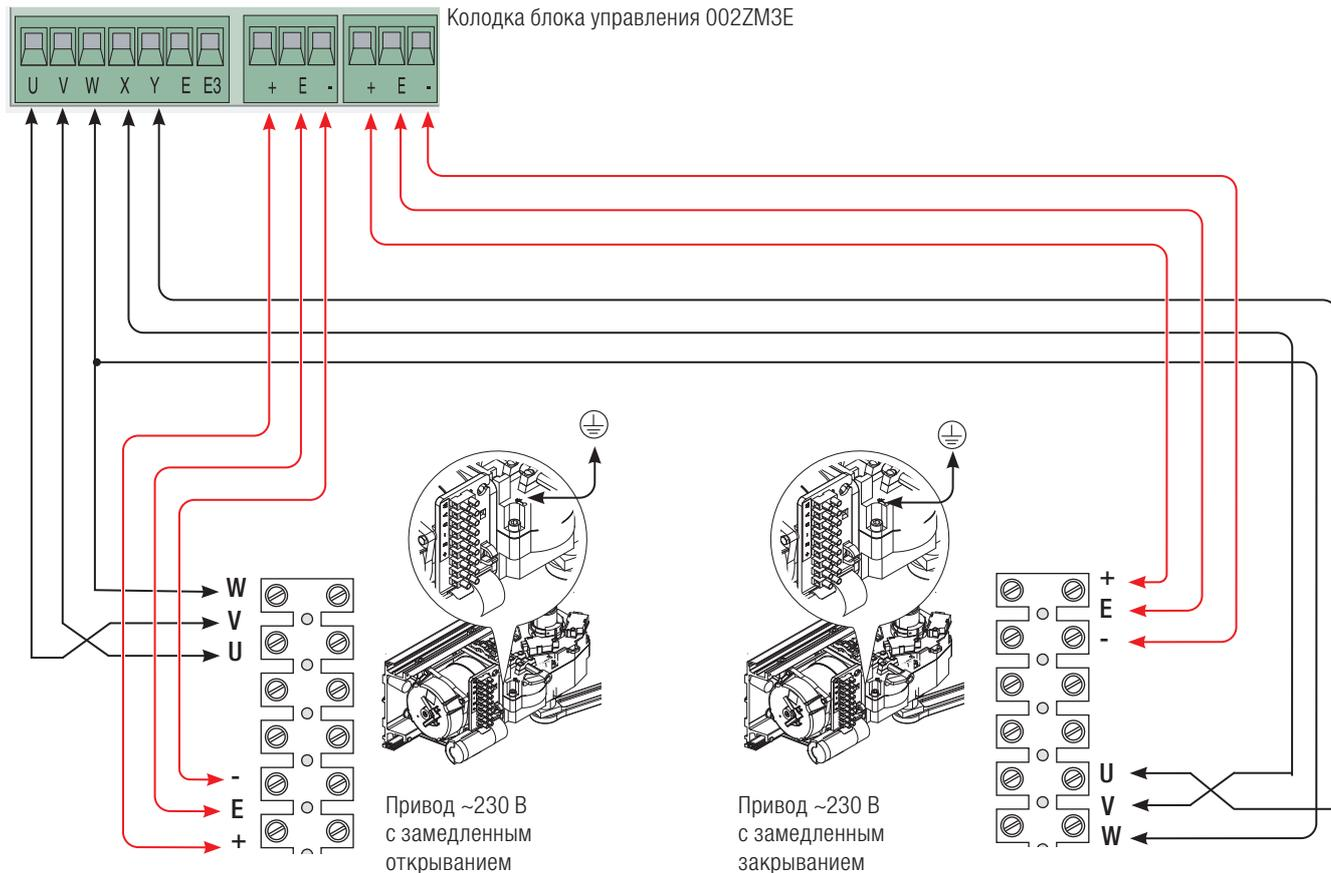 Колодка блока управления 002ZM3E
U V W X Y E E3
+ E -
+ E -
W
V
U
-
E
+
Привод ~230 В
с замедленным
открыванием
Привод ~230 В
с замедленным
закрыванием
+
E
-
U
V
W